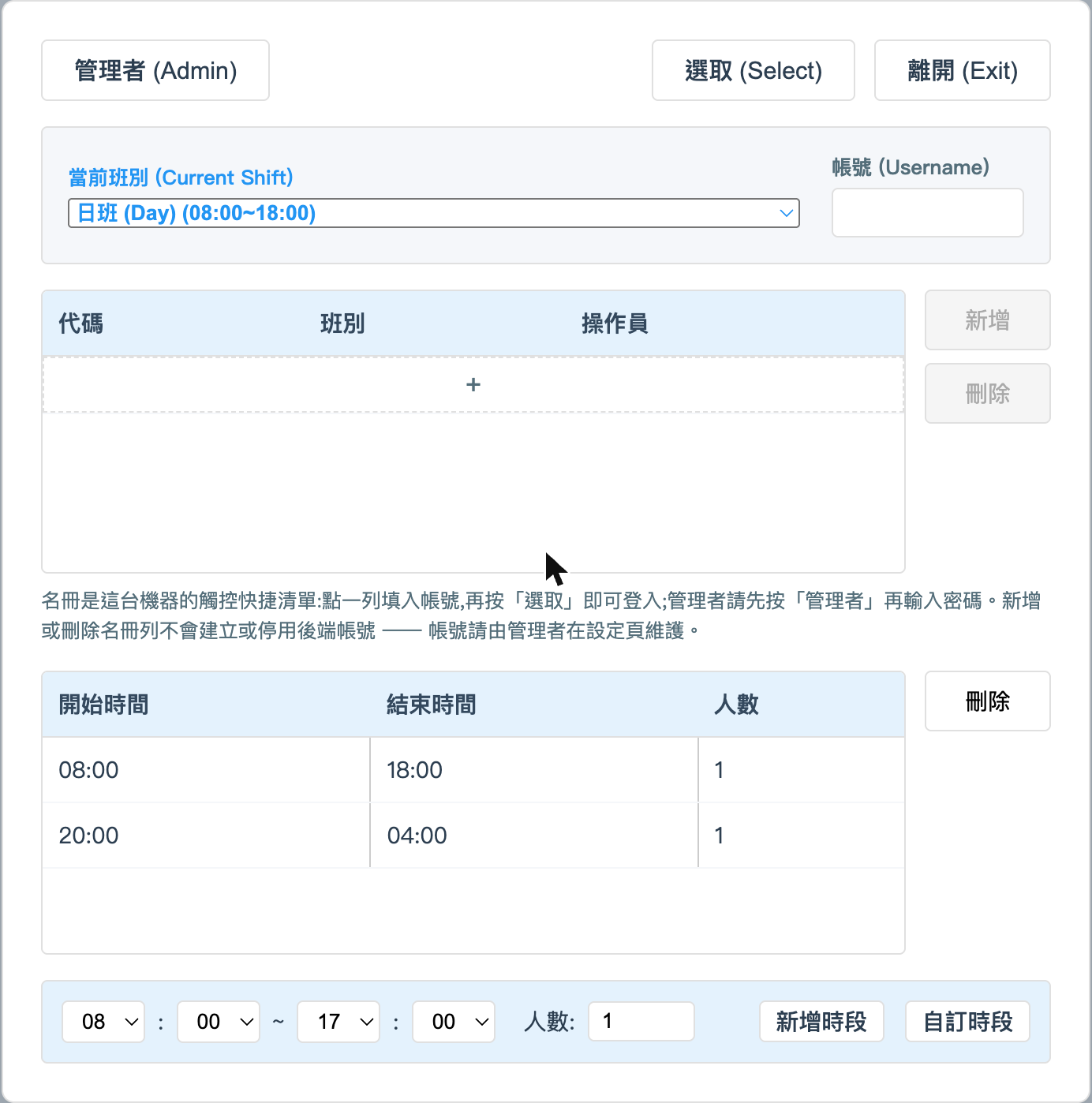 管理者 (Admin)
選取 (Select)
離開 (Exit)
當前班別 (Current Shift)
日班 (Day) (08:00~18:00)
帳號 (Username)
代碼 班別 操作員
+
新增
刪除
名冊是這台機器的觸控快捷清單:點一列填入帳號,再按「選取」即可登入;管理者請先按「管理者」再輸入密碼。新增
或刪除名冊列不會建立或停用後端帳號 —— 帳號請由管理者在設定頁維護。
開始時間 結束時間 人數
08:00 18:00 1
20:00 04:00 1
刪除
08 : 00 ~ 17 : 00 人數: 1 新增時段 自訂時段